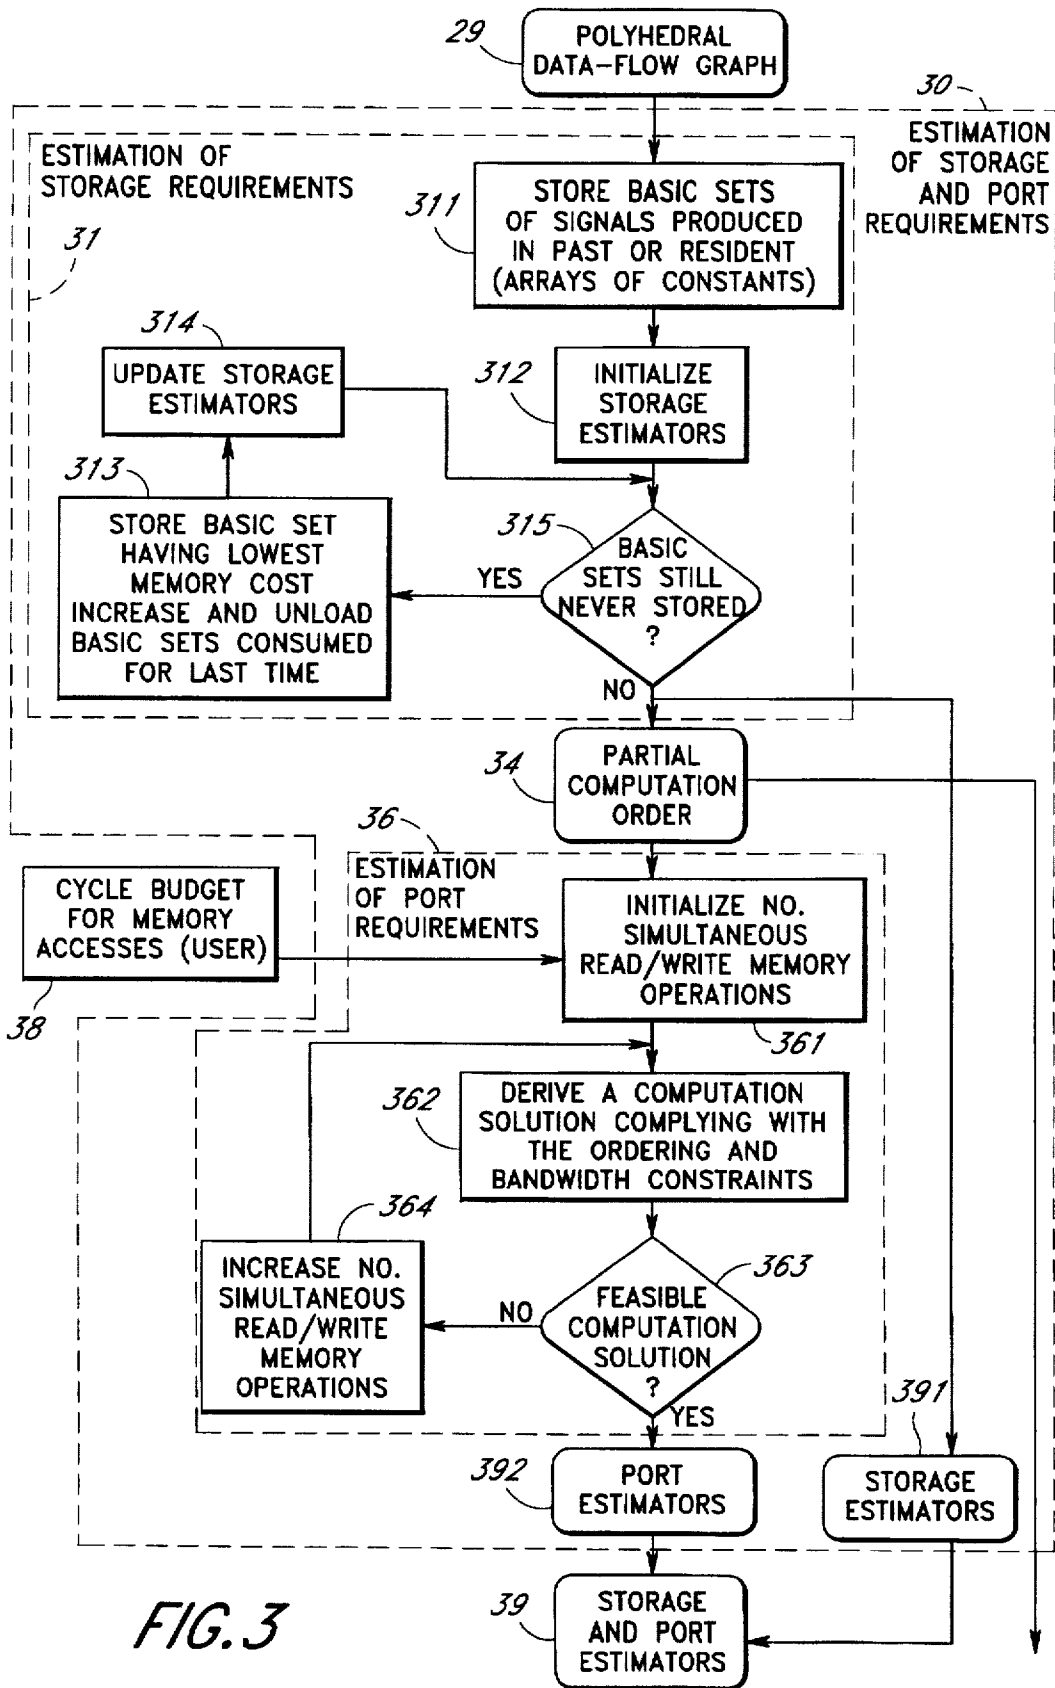 29
POLYHEDRAL
DATA-FLOW GRAPH
30
ESTIMATION
OF STORAGE
AND PORT
REQUIREMENTS
ESTIMATION OF
STORAGE REQUIREMENTS
31
311
STORE BASIC SETS
OF SIGNALS PRODUCED
IN PAST OR RESIDENT
(ARRAYS OF CONSTANTS)
314
UPDATE STORAGE
ESTIMATORS
312
INITIALIZE
STORAGE
ESTIMATORS
313
STORE BASIC SET
HAVING LOWEST
MEMORY COST
INCREASE AND UNLOAD
BASIC SETS CONSUMED
FOR LAST TIME
315
BASIC
SETS STILL
NEVER STORED
?
YES
NO
34
PARTIAL
COMPUTATION
ORDER
36
ESTIMATION
OF PORT
REQUIREMENTS
CYCLE BUDGET
FOR MEMORY
ACCESSES (USER)
38
INITIALIZE NO.
SIMULTANEOUS
READ/WRITE MEMORY
OPERATIONS
361
362
DERIVE A COMPUTATION
SOLUTION COMPLYING WITH
THE ORDERING AND
BANDWIDTH CONSTRAINTS
364
INCREASE NO.
SIMULTANEOUS
READ/WRITE
MEMORY
OPERATIONS
363
FEASIBLE
COMPUTATION
SOLUTION
?
NO
YES
391
STORAGE
ESTIMATORS
392
PORT
ESTIMATORS
39
STORAGE
AND PORT
ESTIMATORS
FIG. 3